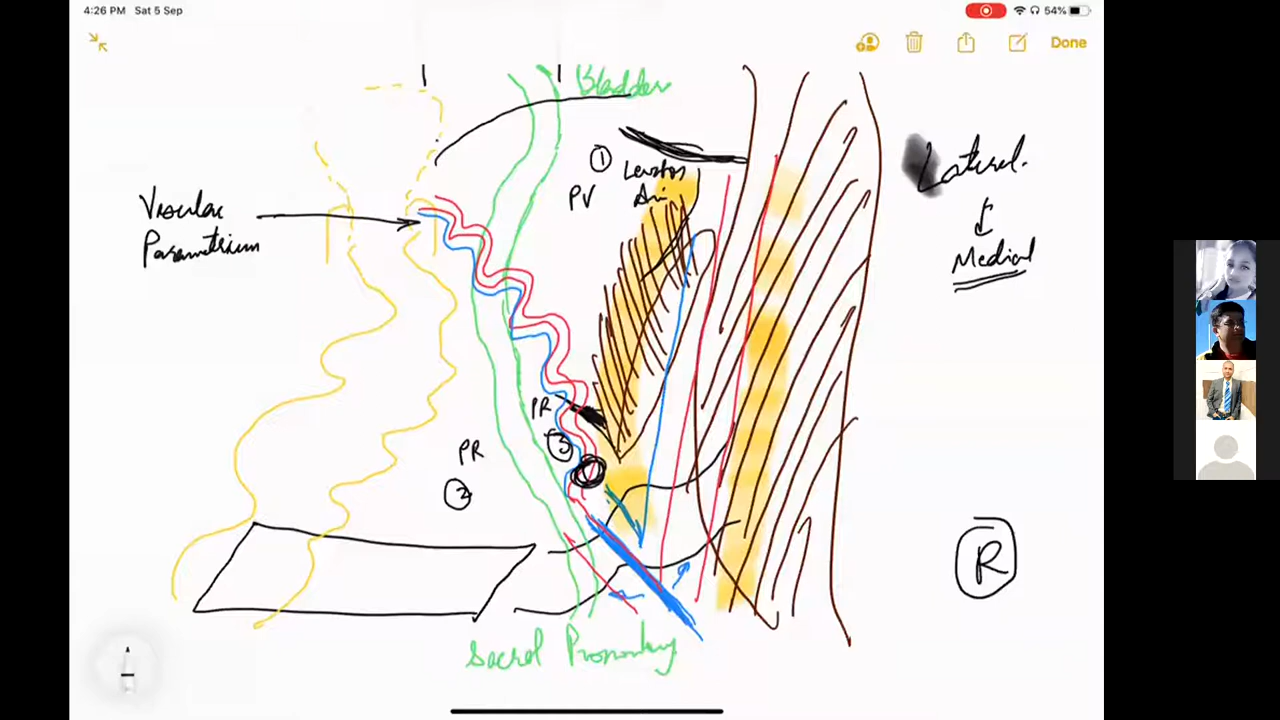 4:26 PM Sat 5 Sep
54%
Done
Bladder
① Levator
PV Ani
Lateral.
Medial
Vascular
Parametrium
PR
③
PR
②
R
Sacral Promontory